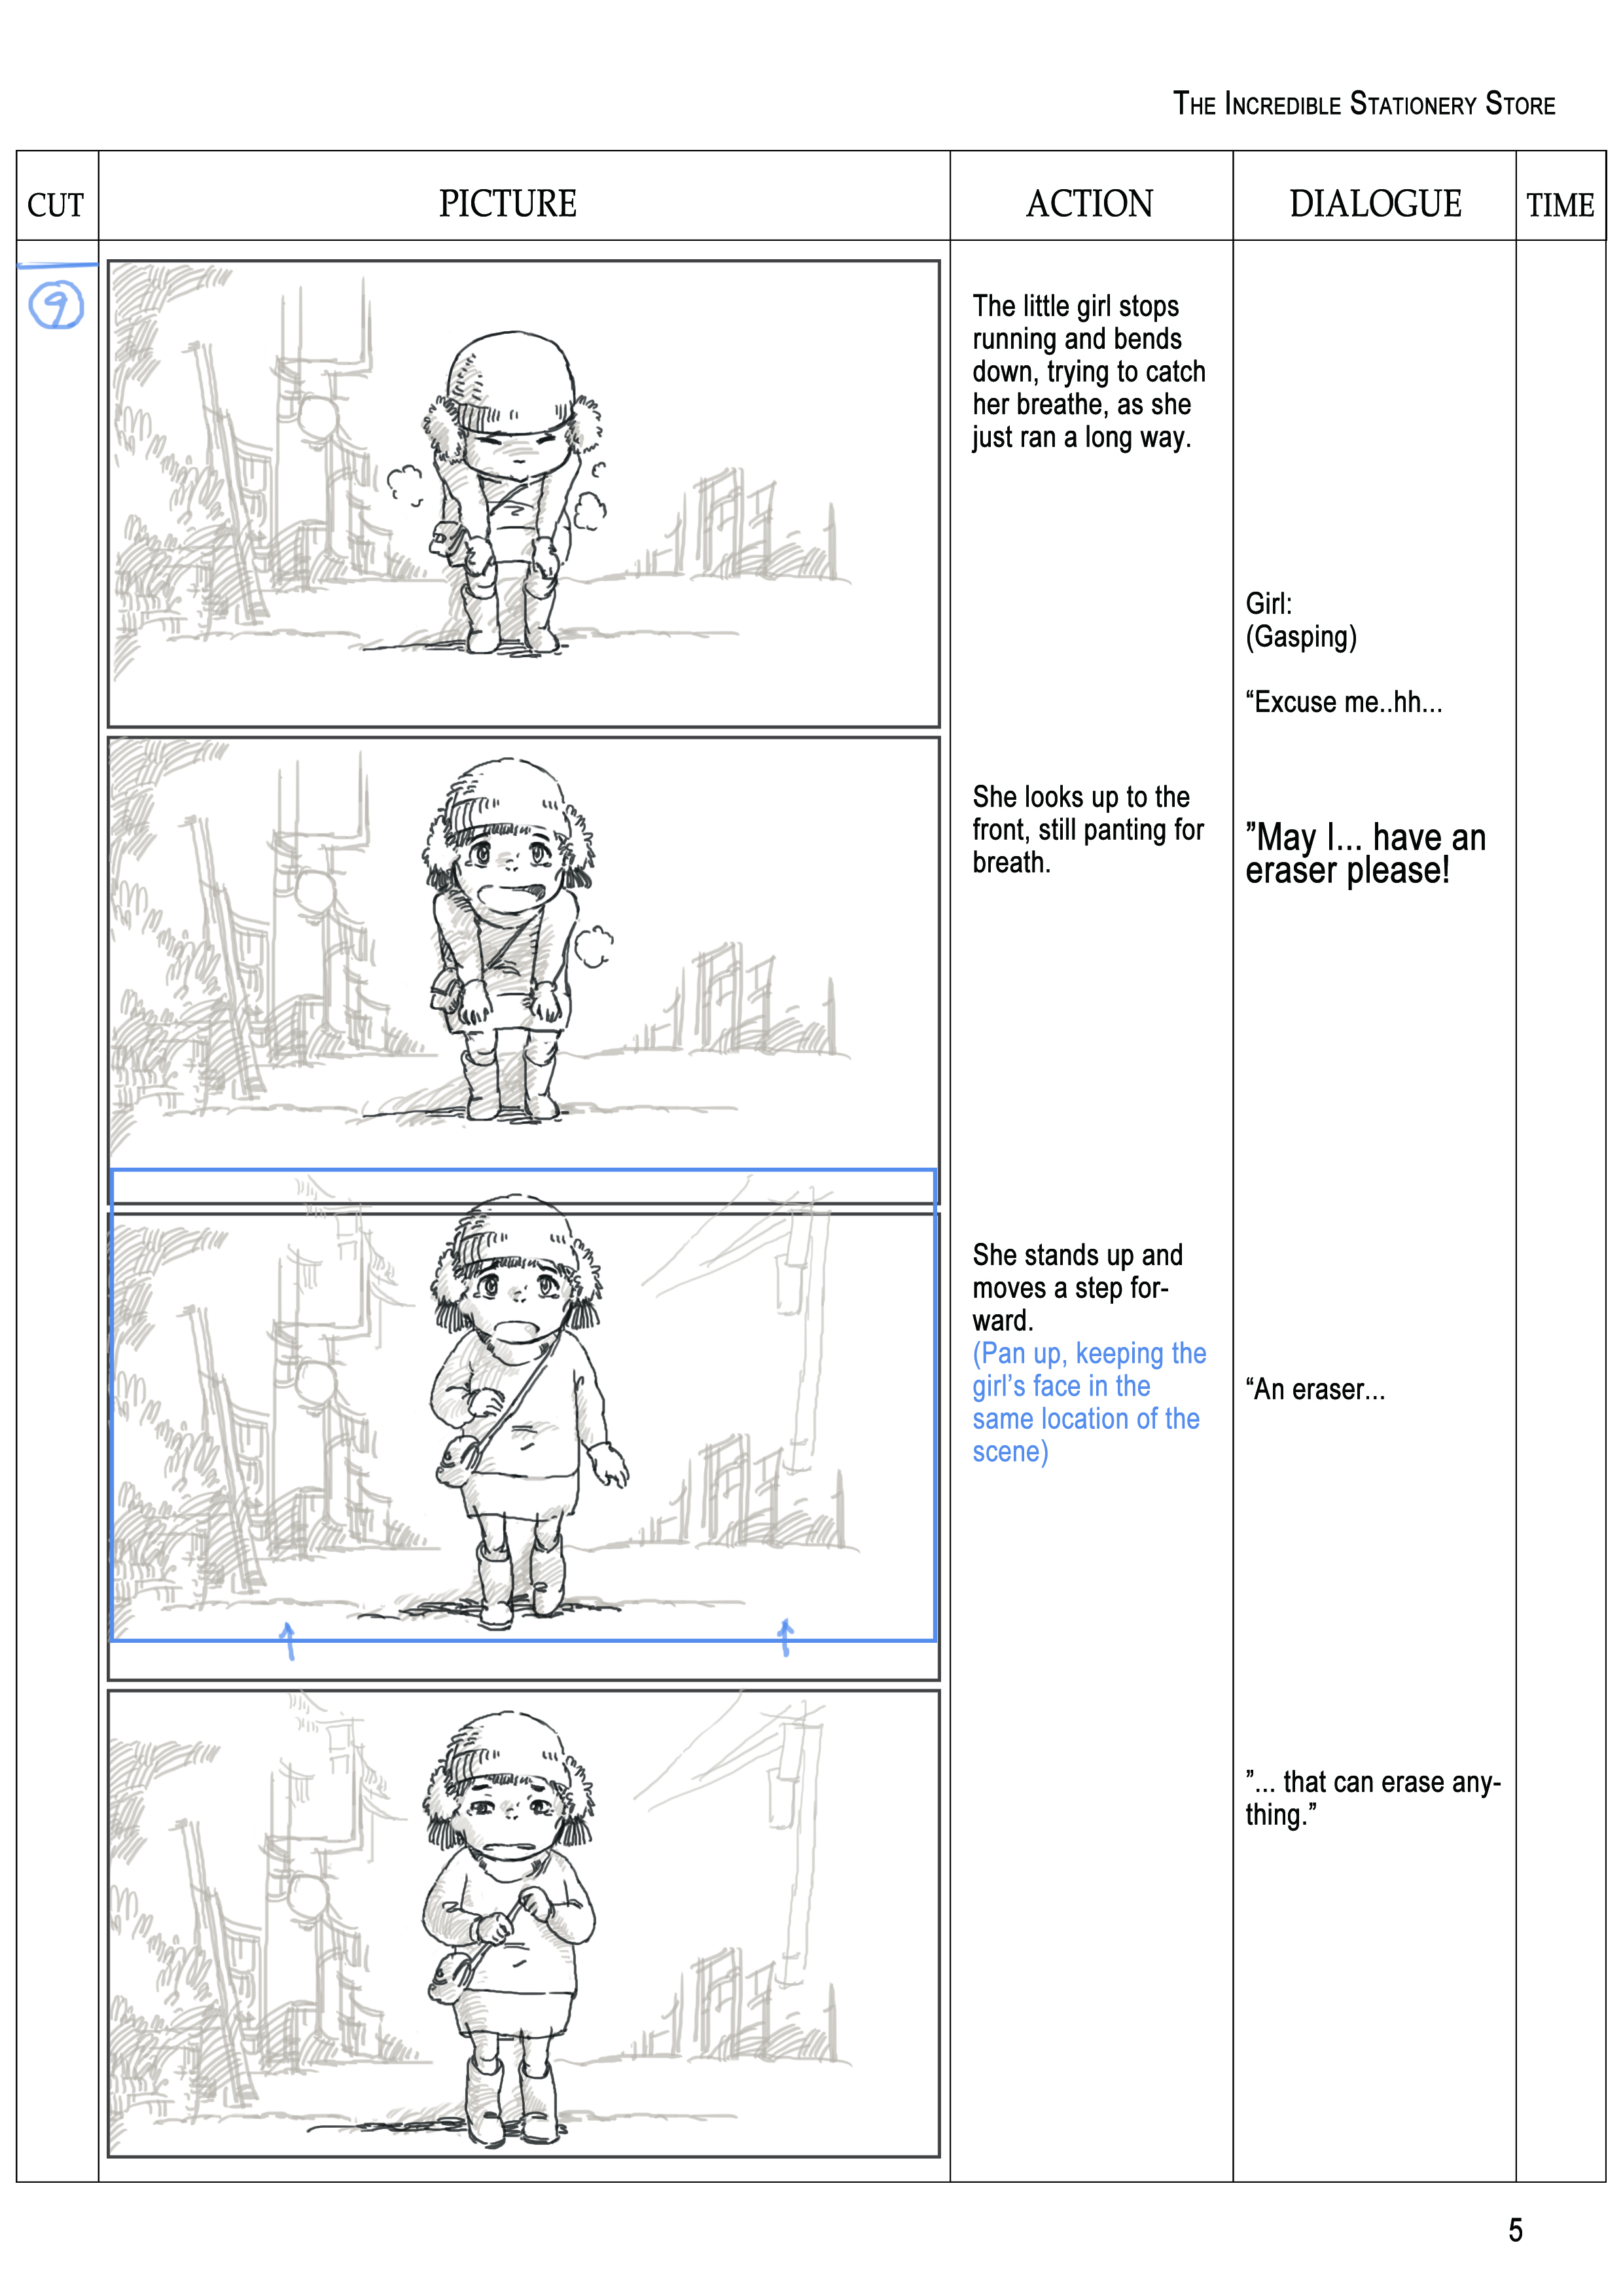 The Incredible Stationery Store
CUT
PICTURE
ACTION
DIALOGUE
TIME
9
The little girl stops
running and bends
down, trying to catch
her breathe, as she
just ran a long way.
Girl:
(Gasping)
“Excuse me..hh...
She looks up to the
front, still panting for
breath.
”May I... have an
eraser please!
She stands up and
moves a step for-
ward.
(Pan up, keeping the
girl’s face in the
same location of the
scene)
“An eraser...
”... that can erase any-
thing.”
5